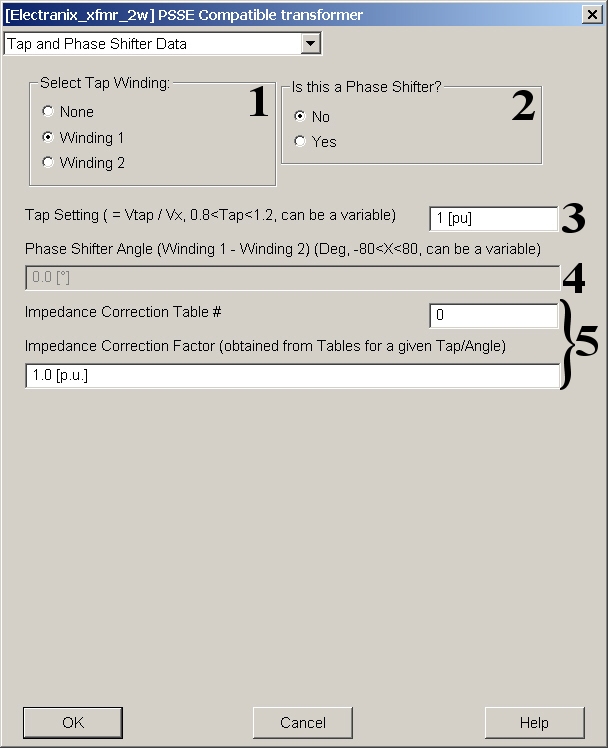 [Electranix_xfmr_2w] PSSE Compatible transformer
Tap and Phase Shifter Data
Select Tap Winding:
1
None
Winding 1
Winding 2
Is this a Phase Shifter?
2
No
Yes
Tap Setting ( = Vtap / Vx, 0.8<Tap<1.2, can be a variable)
1 [pu]
3
Phase Shifter Angle (Winding 1 - Winding 2) (Deg, -80<X<80, can be a variable)
0.0 [°]
4
Impedance Correction Table #
0
Impedance Correction Factor (obtained from Tables for a given Tap/Angle)
5
1.0 [p.u.]
OK
Cancel
Help